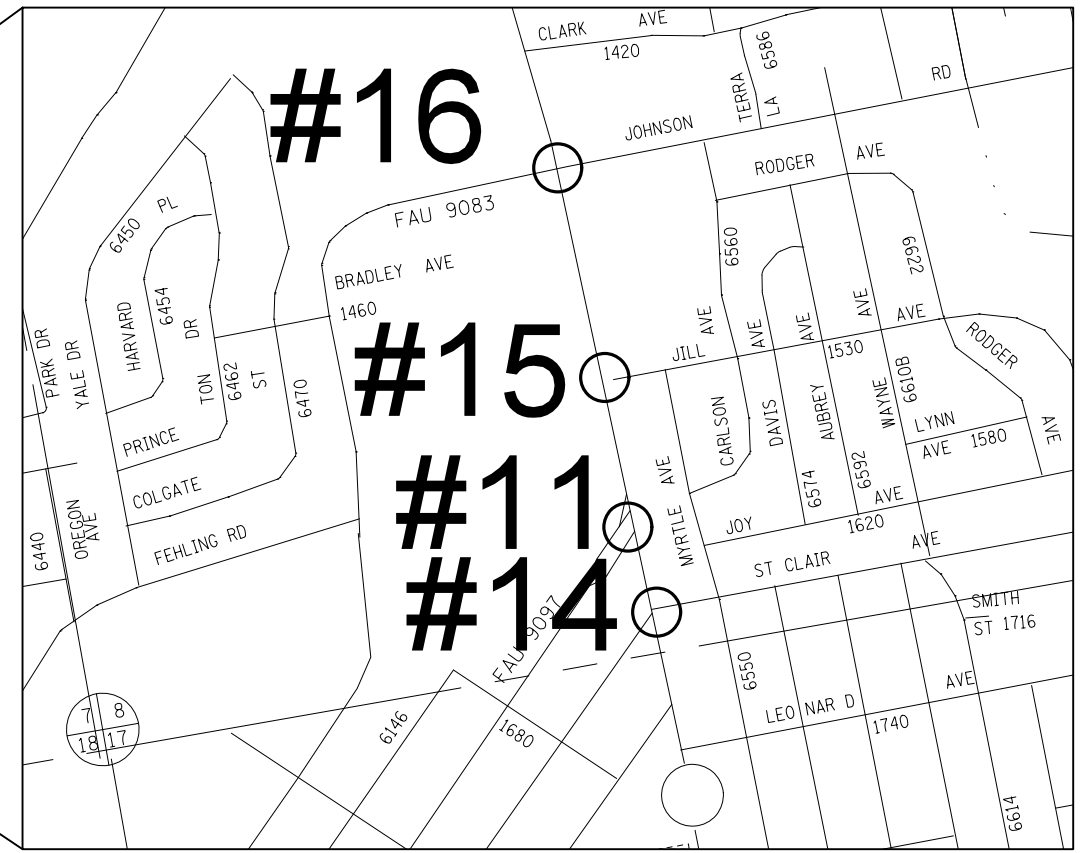 CLARK AVE
1420
6586
TERRA LA
RD
#16
JOHNSON
RODGER AVE
6450 PL
FAU 9083
BRADLEY AVE
1460
6560
6622
HARVARD
6454
DR
AVE
AVE
AVE
AVE
AVE
#15
JILL
1530
RODGER
PARK DR
YALE DR
TON
6462
ST
6470
CARLSON
DAVIS
AUBREY
WAYNE
6610B
LYNN
AVE 1580
AVE
PRINCE
COLGATE
#11
MYRTLE AVE
6574
6592
AVE
JOY
1620
OREGON AVE
6440
FEHLING RD
#14
ST CLAIR AVE
FAU 9097
SMITH
ST 1716
6550
AVE
LEO NAR D
1740
7 8
18 17
6146
1680
6614